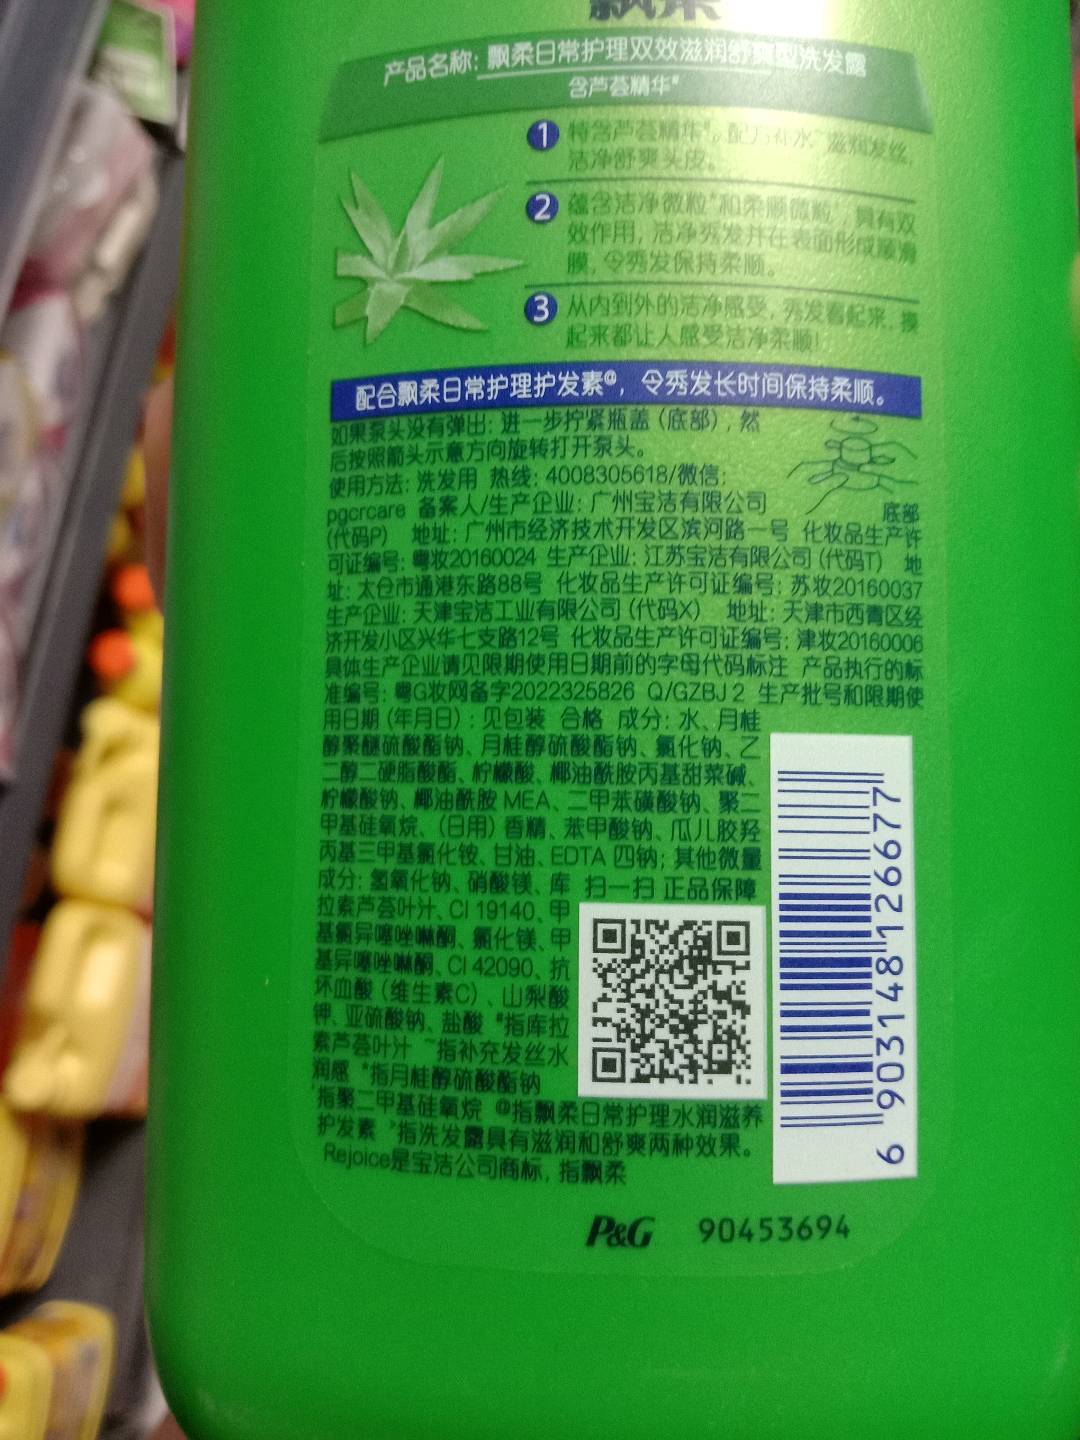 飘柔
产品名称: 飘柔日常护理双效滋润舒爽型洗发露
含芦荟精华#
1 特含芦荟精华#, 配方补水~滋润发丝,
洁净舒爽头皮。
2 蕴含洁净微粒*和柔顺微粒^, 具有双
效作用, 洁净秀发并在表面形成顺滑
膜, 令秀发保持柔顺。
3 从内到外的洁净感受, 秀发看起来, 摸
起来都让人感受洁净柔顺!
配合飘柔日常护理护发素@, 令秀发长时间保持柔顺。
如果泵头没有弹出: 进一步拧紧瓶盖 (底部) , 然
后按照箭头示意方向旋转打开泵头。
使用方法: 洗发用 热线: 4008305618/微信:
pgcrcare 备案人/生产企业: 广州宝洁有限公司
底部
(代码P) 地址: 广州市经济技术开发区滨河路一号 化妆品生产许
可证编号: 粤妆20160024 生产企业: 江苏宝洁有限公司 (代码T) 地
址: 太仓市通港东路88号 化妆品生产许可证编号: 苏妆20160037
生产企业: 天津宝洁工业有限公司 (代码X) 地址: 天津市西青区经
济开发小区兴华七支路12号 化妆品生产许可证编号: 津妆20160006
具体生产企业请见限期使用日期前的字母代码标注 产品执行的标
准编号: 粤G妆网备字2022325826 Q/GZBJ 2 生产批号和限期使
用日期 (年月日) : 见包装 合格 成分: 水、月桂
醇聚醚硫酸酯钠、月桂醇硫酸酯钠、氯化钠、乙
二醇二硬脂酸酯、柠檬酸、椰油酰胺丙基甜菜碱、
柠檬酸钠、椰油酰胺 MEA、二甲苯磺酸钠、聚二
甲基硅氧烷、(日用) 香精、苯甲酸钠、瓜儿胶羟
丙基三甲基氯化铵、甘油、EDTA 四钠; 其他微量
成分: 氢氧化钠、硝酸镁、库
扫一扫 正品保障
拉索芦荟叶汁、CI 19140、甲
基氯异噻唑啉酮、氯化镁、甲
基异噻唑啉酮、CI 42090、抗
坏血酸 (维生素C) 、山梨酸
钾、亚硫酸钠、盐酸 #指库拉
索芦荟叶汁 ~指补充发丝水
润感 *指月桂醇硫酸酯钠
^指聚二甲基硅氧烷 @指飘柔日常护理水润滋养
护发素 指洗发露具有滋润和舒爽两种效果。
Rejoice是宝洁公司商标, 指飘柔
6 903148 126677
P&G 90453694